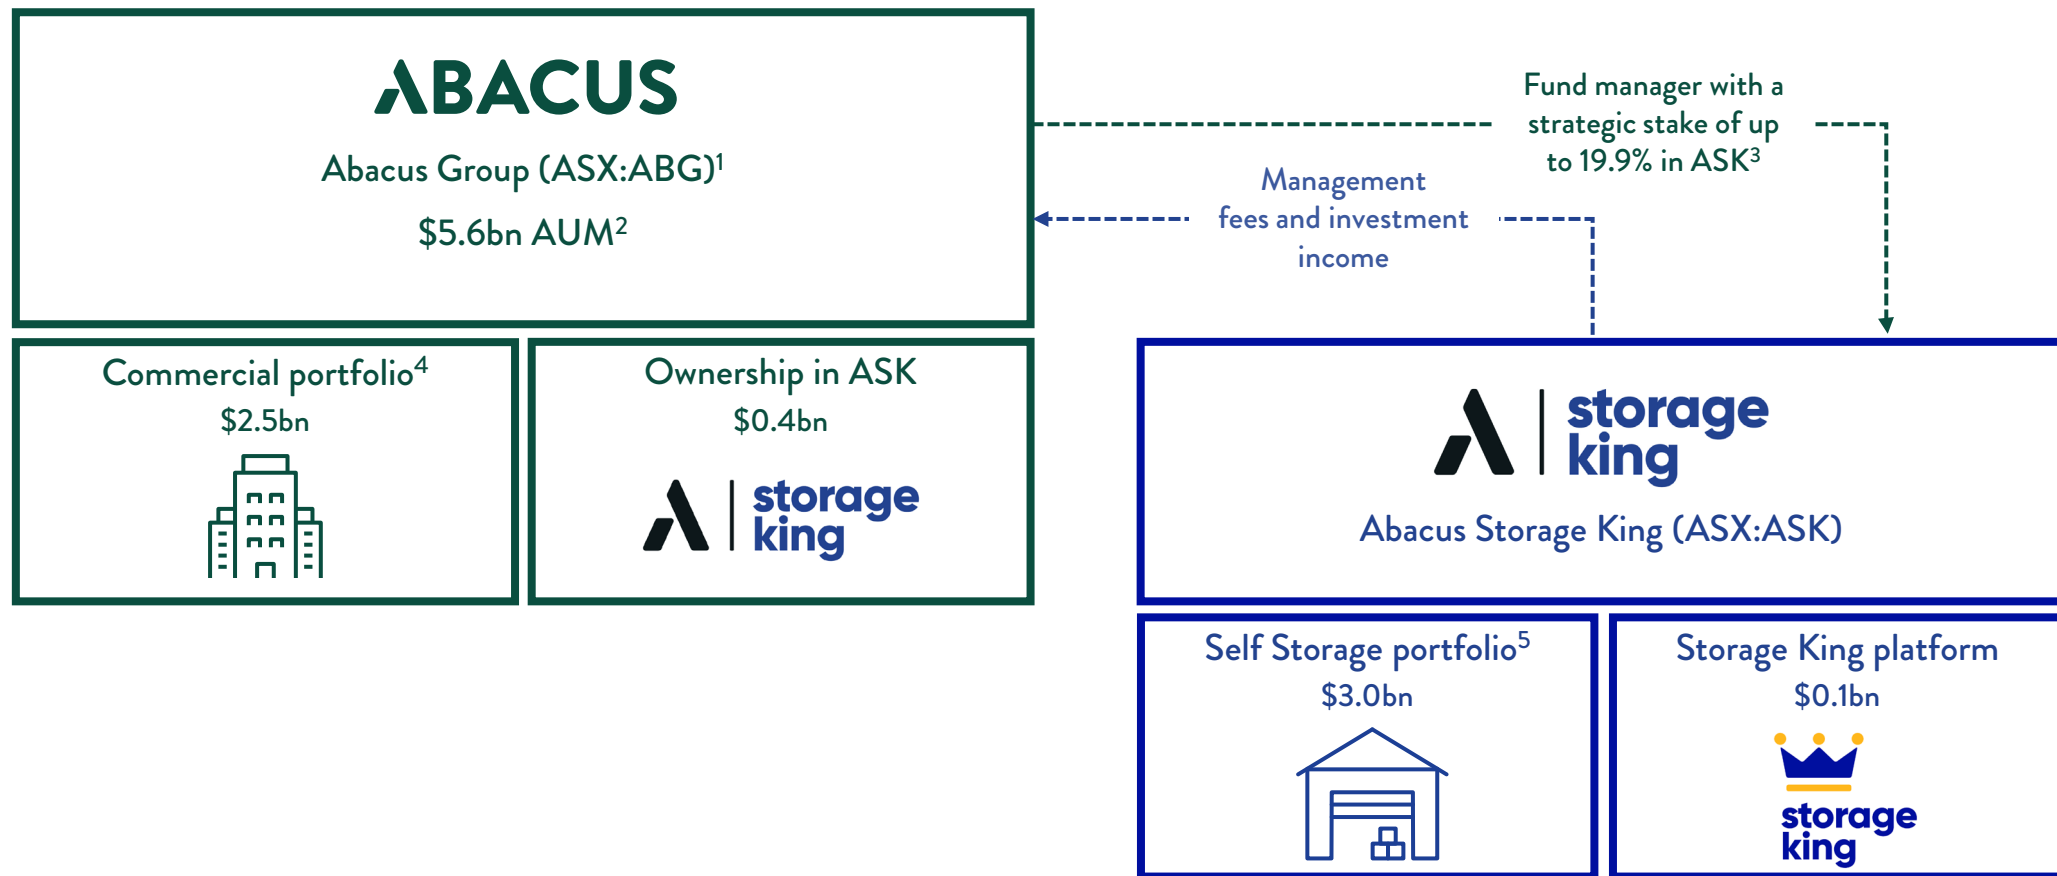 ABACUS
Abacus Group (ASX:ABG)¹
$5.6bn AUM²
Fund manager with a
strategic stake of up
to 19.9% in ASK³
Management
fees and investment
income
Commercial portfolio⁴
$2.5bn
Ownership in ASK
$0.4bn
storage
king
storage
king
Abacus Storage King (ASX:ASK)
Self Storage portfolio⁵
$3.0bn
Storage King platform
$0.1bn
storage
king